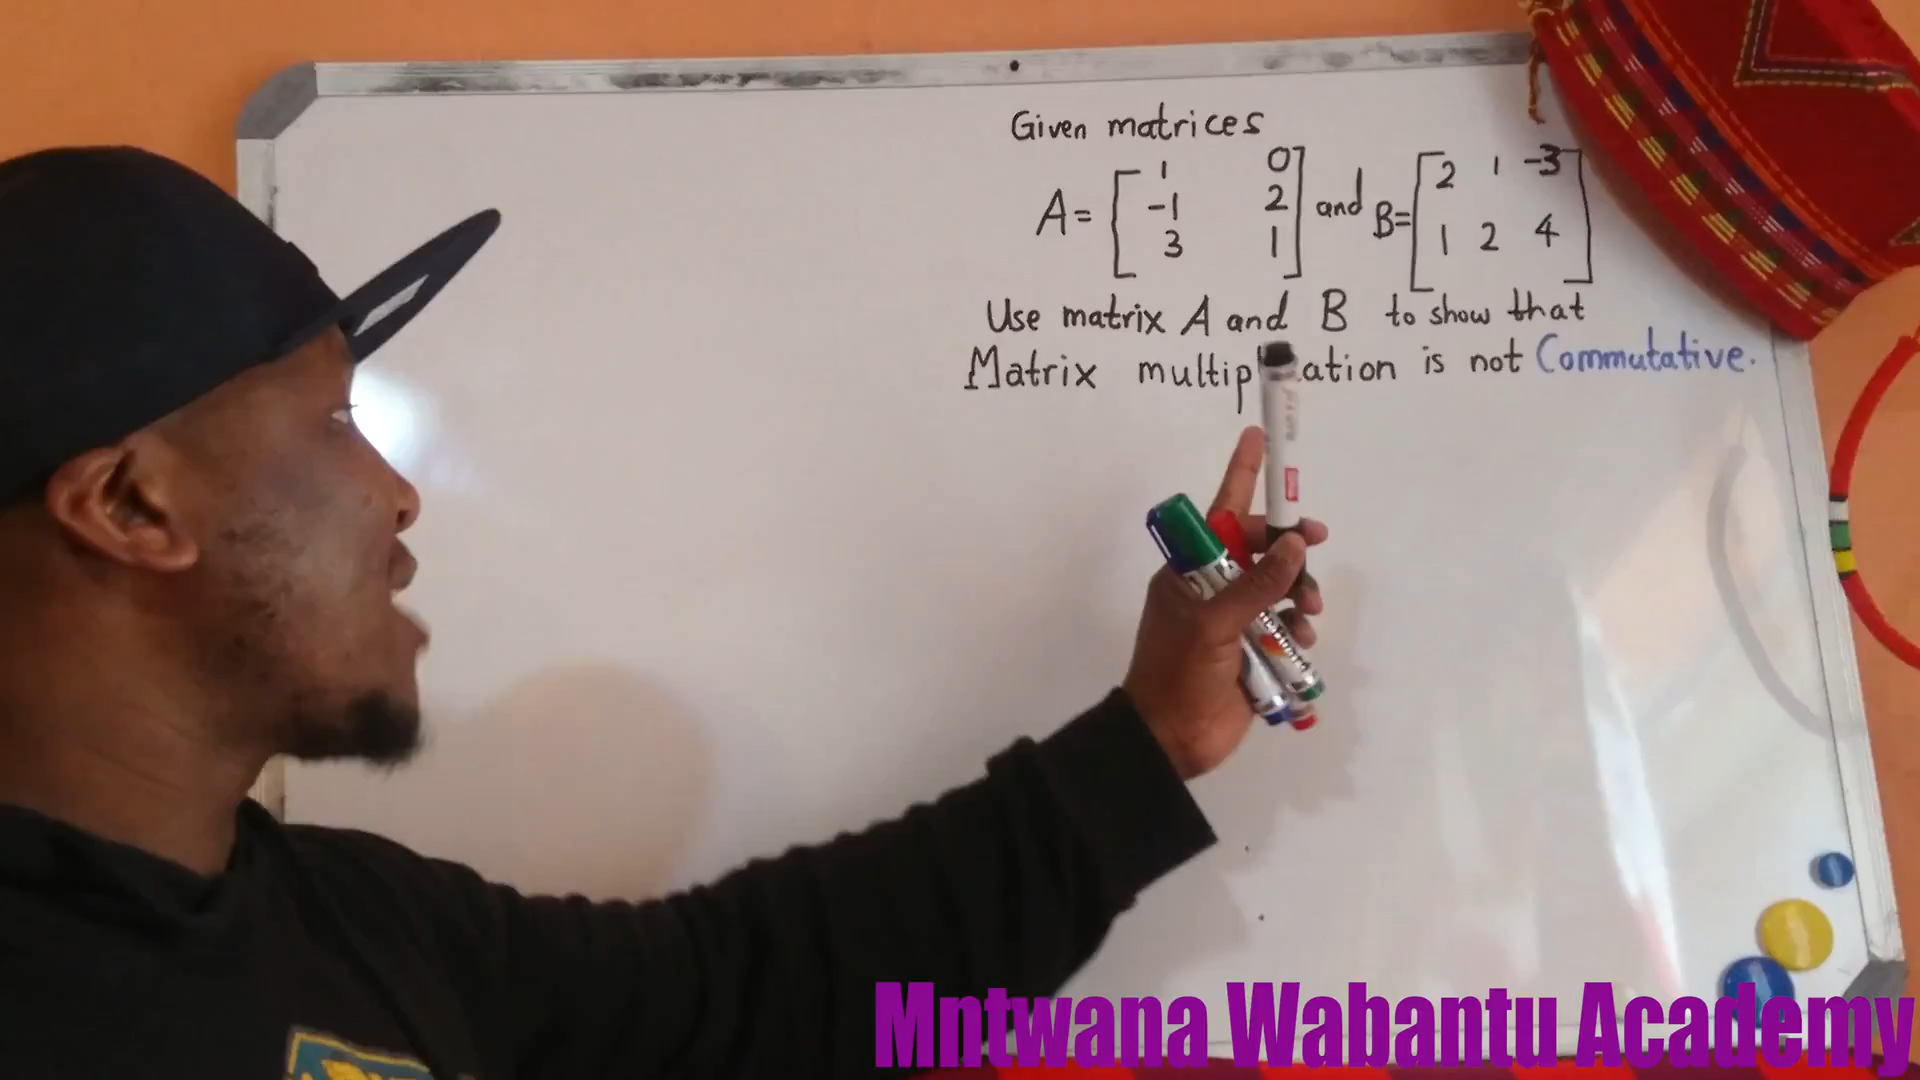 Given matrices
A = [ 1 0
-1 2
3 1 ] and B = [ 2 1 -3
1 2 4 ]
Use matrix A and B to show that
Matrix is not Commutative.
Mntwana Wabantu Academy